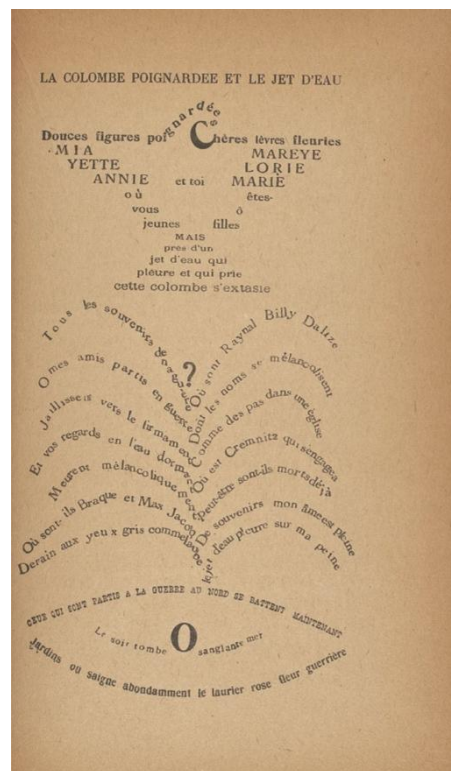 LA COLOMBE POIGNARDEE ET LE JET D'EAU
Douces figures poignardées Chères lèvres fleuries
MIA MAREYE
YETTE LORIE
ANNIE et toi MARIE
où êtes-
vous ô
jeunes filles
MAIS
près d'un
jet d'eau qui
pleure et qui prie
cette colombe s'extasie
Tous les souvenirs de naguère
O mes amis partis en guerre
Jaillissent vers le firmament
Et vos regards en l'eau dormant
Meurent mélancoliquement
Où sont-ils Braque et Max Jacob
Derain aux yeux gris comme l'aube
?
Où sont Raynal Billy Dalize
Dont les noms se mélancolisent
Comme des pas dans une église
Où est Cremnitz qui s'engagea
Peut-être sont-ils morts déjà
De souvenirs mon âme est pleine
Le jet d'eau pleure sur ma peine
CEUX QUI SONT PARTIS A LA GUERRE AU NORD SE BATTENT MAINTENANT
Le soir tombe O sanglante mer
Jardins où saigne abondamment le laurier rose fleur guerrière